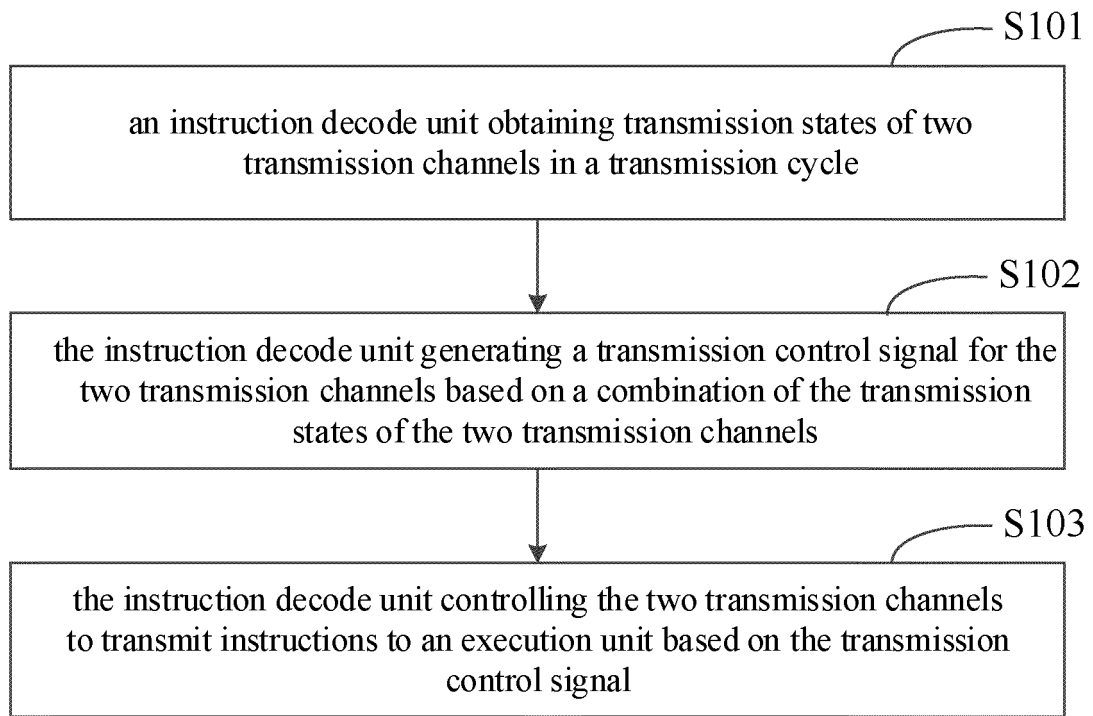 S101
an instruction decode unit obtaining transmission states of two
transmission channels in a transmission cycle
S102
the instruction decode unit generating a transmission control signal for the
two transmission channels based on a combination of the transmission
states of the two transmission channels
S103
the instruction decode unit controlling the two transmission channels
to transmit instructions to an execution unit based on the transmission
control signal